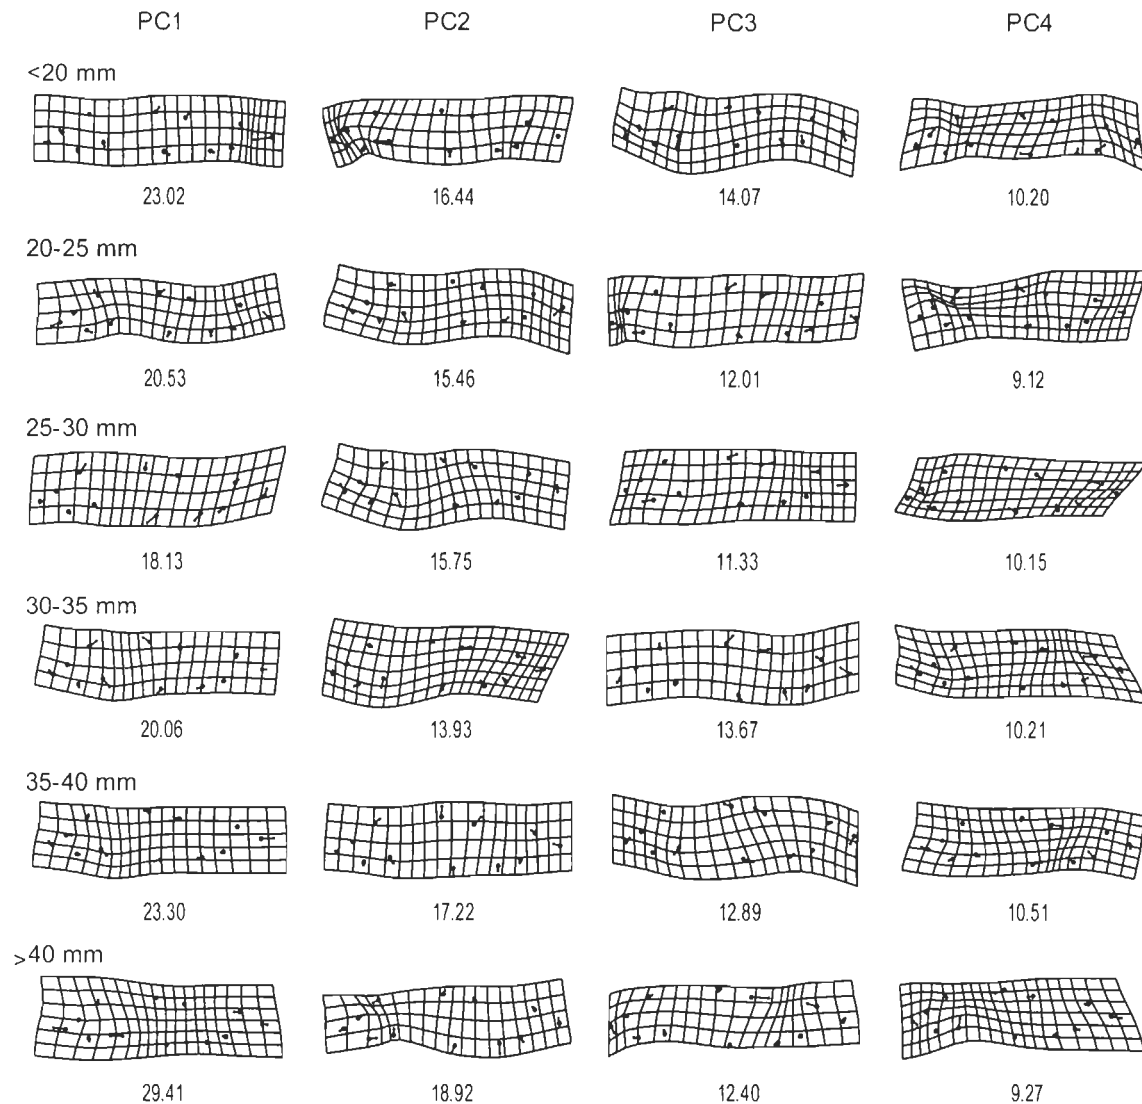 PC1 PC2 PC3 PC4
<20 mm
23.02 16.44 14.07 10.20
20-25 mm
20.53 15.46 12.01 9.12
25-30 mm
18.13 15.75 11.33 10.15
30-35 mm
20.06 13.93 13.67 10.21
35-40 mm
23.30 17.22 12.89 10.51
>40 mm
29.41 18.92 12.40 9.27